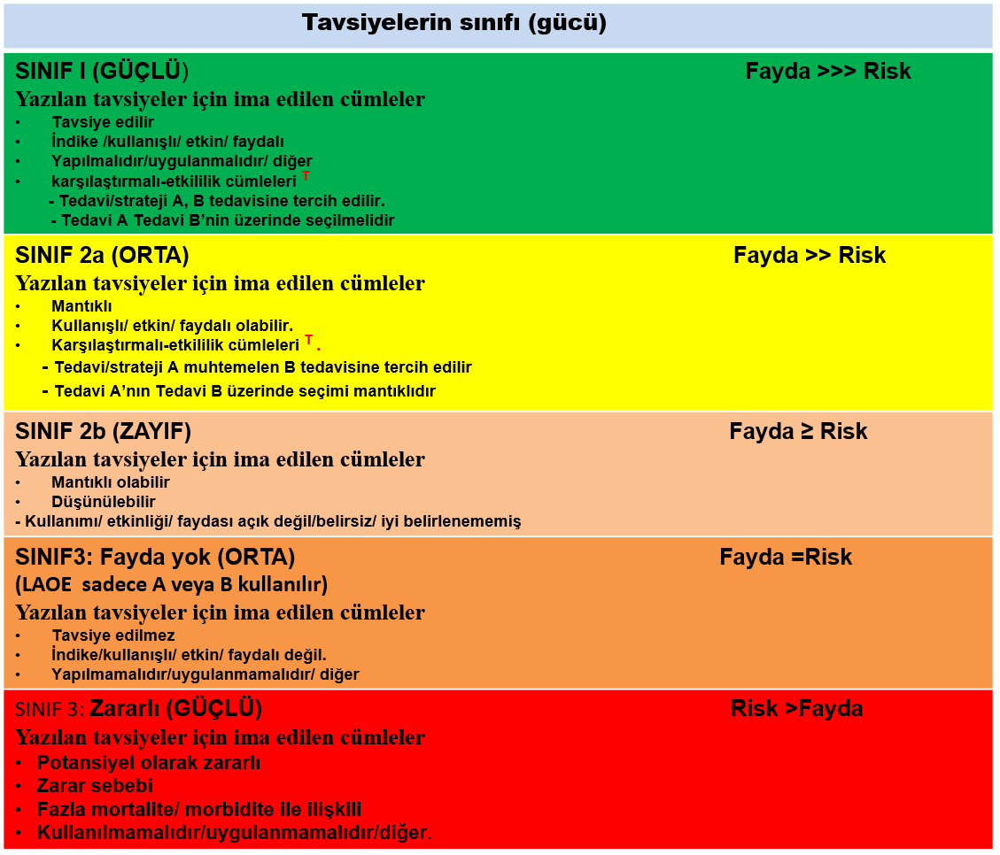 Tavsiyelerin sınıfı (gücü)
SINIF I (GÜÇLÜ) Fayda >>> Risk
Yazılan tavsiyeler için ima edilen cümleler
• Tavsiye edilir
• İndike /kullanışlı/ etkin/ faydalı
• Yapılmalıdır/uygulanmalıdır/ diğer
• karşılaştırmalı-etkililik cümleleri T
- Tedavi/strateji A, B tedavisine tercih edilir.
- Tedavi A Tedavi B’nin üzerinde seçilmelidir
SINIF 2a (ORTA) Fayda >> Risk
Yazılan tavsiyeler için ima edilen cümleler
• Mantıklı
• Kullanışlı/ etkin/ faydalı olabilir.
• Karşılaştırmalı-etkililik cümleleri T .
- Tedavi/strateji A muhtemelen B tedavisine tercih edilir
- Tedavi A’nın Tedavi B üzerinde seçimi mantıklıdır
SINIF 2b (ZAYIF) Fayda ≥ Risk
Yazılan tavsiyeler için ima edilen cümleler
• Mantıklı olabilir
• Düşünülebilir
- Kullanımı/ etkinliği/ faydası açık değil/belirsiz/ iyi belirlenememiş
SINIF3: Fayda yok (ORTA) Fayda =Risk
(LAOE sadece A veya B kullanılır)
Yazılan tavsiyeler için ima edilen cümleler
• Tavsiye edilmez
• İndike/kullanışlı/ etkin/ faydalı değil.
• Yapılmamalıdır/uygulanmamalıdır/ diğer
SINIF 3: Zararlı (GÜÇLÜ) Risk >Fayda
Yazılan tavsiyeler için ima edilen cümleler
• Potansiyel olarak zararlı
• Zarar sebebi
• Fazla mortalite/ morbidite ile ilişkili
• Kullanılmamalıdır/uygulanmamalıdır/diğer.